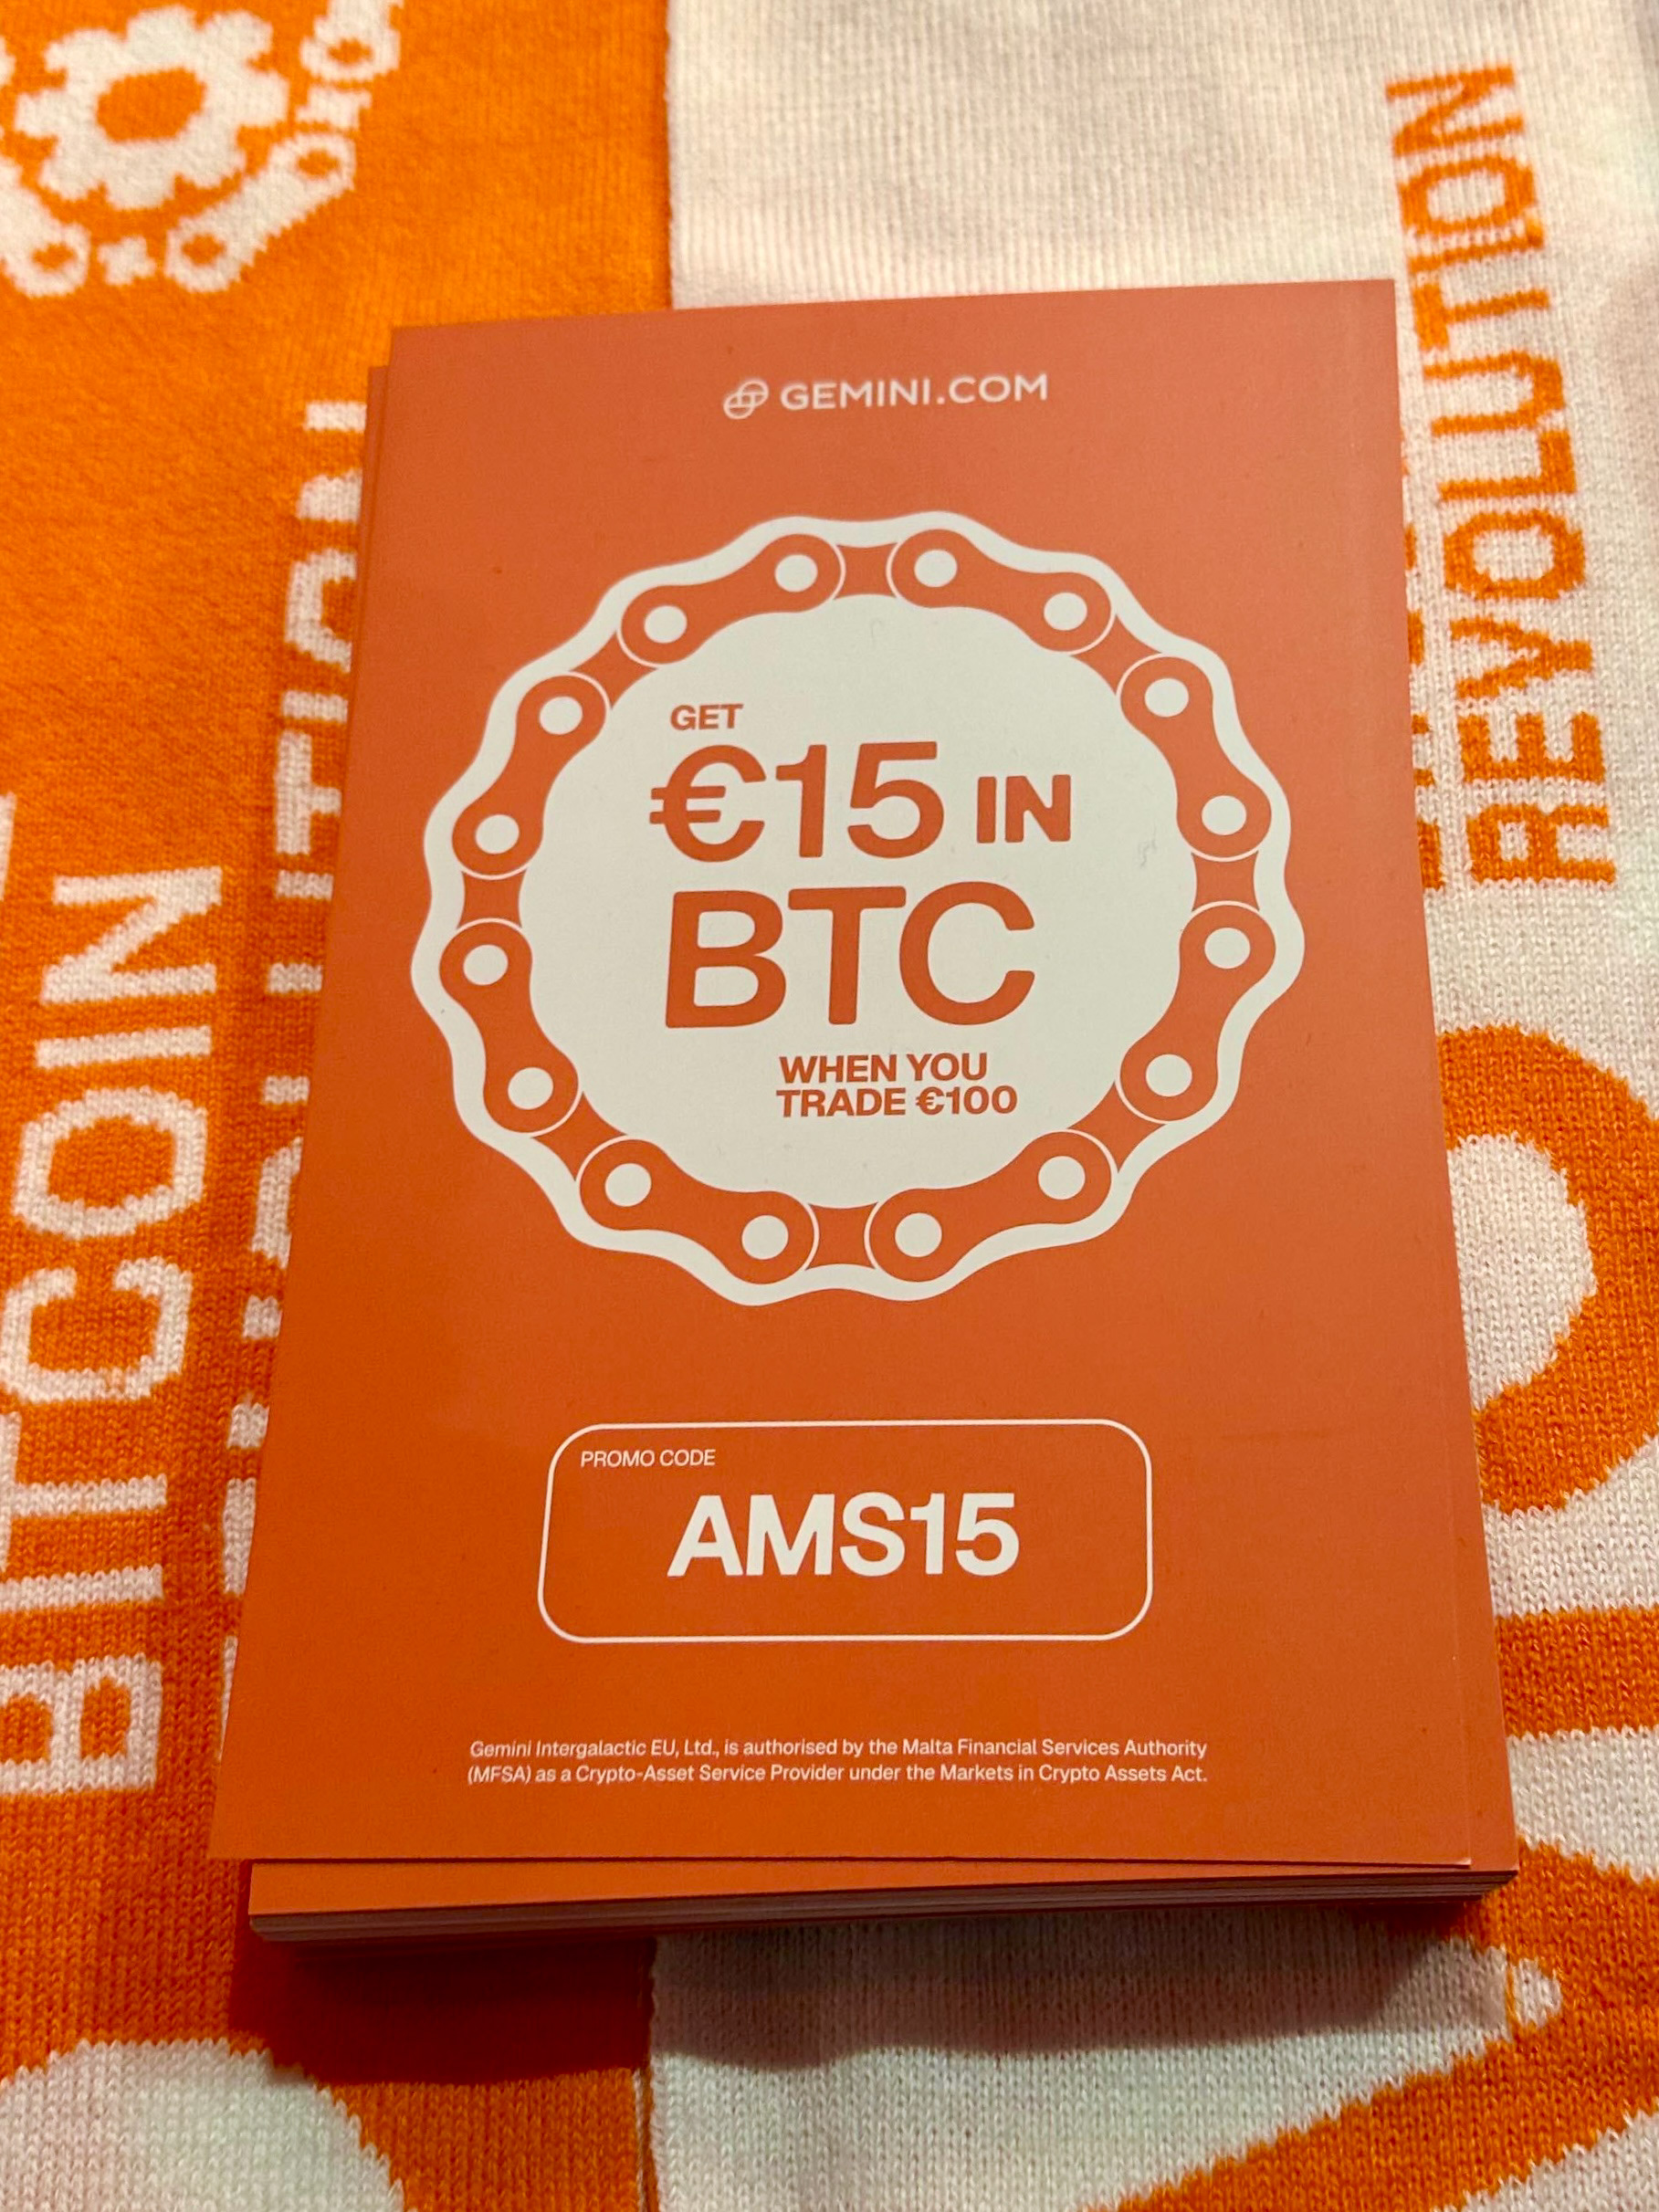 GEMINI.COM
GET
€15 IN
BTC
WHEN YOU
TRADE €100
PROMO CODE
AMS15
Gemini Intergalactic EU, Ltd., is authorised by the Malta Financial Services Authority
(MFSA) as a Crypto-Asset Service Provider under the Markets in Crypto Assets Act.
BITCOIN
REVOLUTION